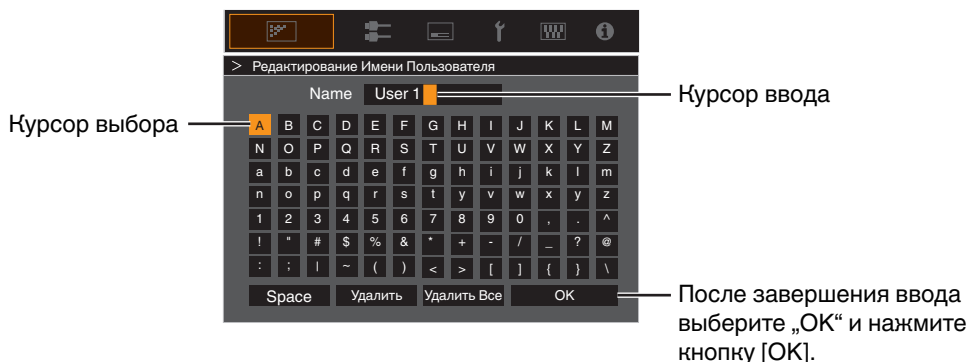 > Редактирование Имени Пользователя
Name User 1
Курсор ввода
Курсор выбора
A B C D E F G H I J K L M
N O P Q R S T U V W X Y Z
a b c d e f g h i j k l m
n o p q r s t y v w x y z
1 2 3 4 5 6 7 8 9 0 , . ^
! " # $ % & * + - / _ ? @
: ; | ~ ( ) < > [ ] { } \
Space Удалить Удалить Все OK
После завершения ввода
выберите „OK“ и нажмите
кнопку [OK].